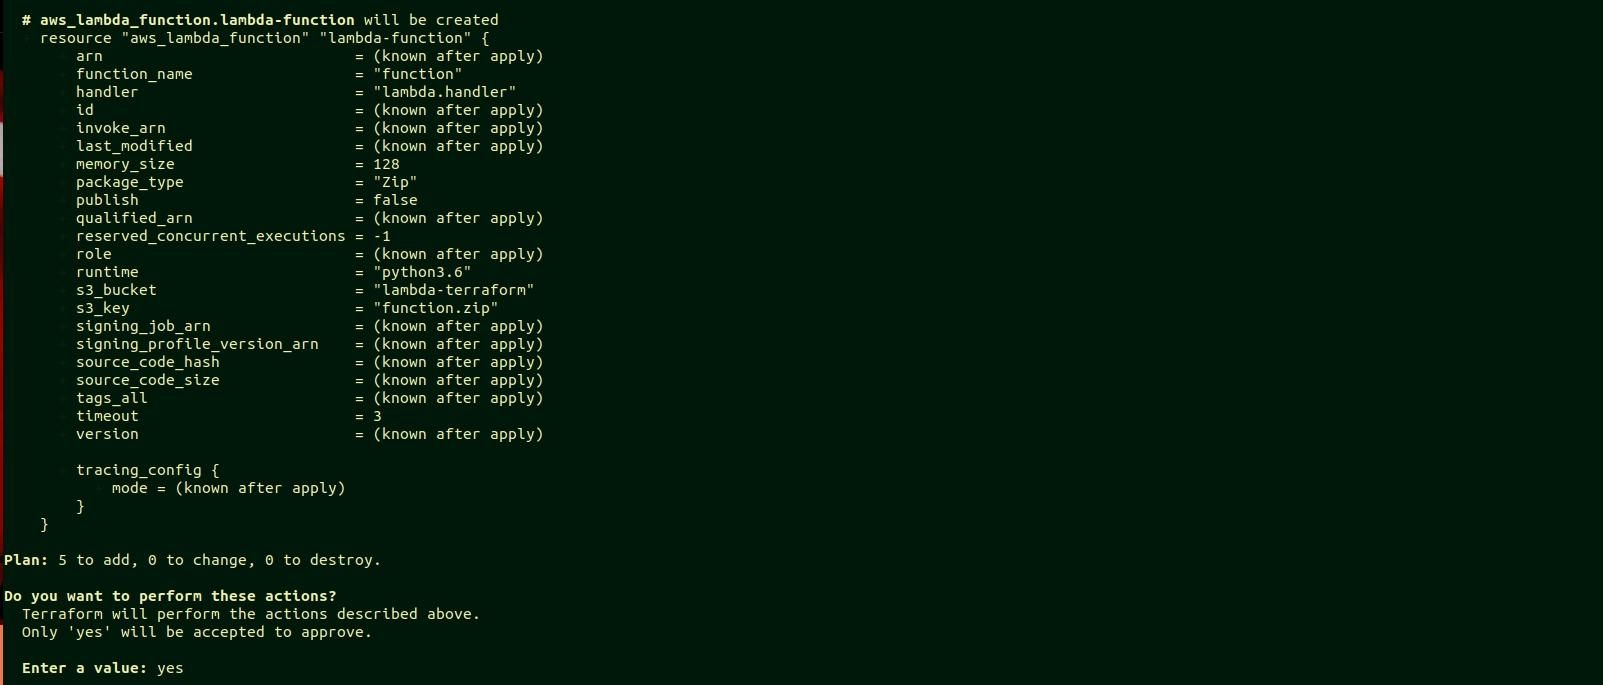 # aws_lambda_function.lambda-function will be created
+ resource "aws_lambda_function" "lambda-function" {
+ arn = (known after apply)
+ function_name = "function"
+ handler = "lambda.handler"
+ id = (known after apply)
+ invoke_arn = (known after apply)
+ last_modified = (known after apply)
+ memory_size = 128
+ package_type = "Zip"
+ publish = false
+ qualified_arn = (known after apply)
+ reserved_concurrent_executions = -1
+ role = (known after apply)
+ runtime = "python3.6"
+ s3_bucket = "lambda-terraform"
+ s3_key = "function.zip"
+ signing_job_arn = (known after apply)
+ signing_profile_version_arn = (known after apply)
+ source_code_hash = (known after apply)
+ source_code_size = (known after apply)
+ tags_all = (known after apply)
+ timeout = 3
+ version = (known after apply)
+ tracing_config {
+ mode = (known after apply)
}
}
Plan: 5 to add, 0 to change, 0 to destroy.
Do you want to perform these actions?
Terraform will perform the actions described above.
Only 'yes' will be accepted to approve.
Enter a value: yes